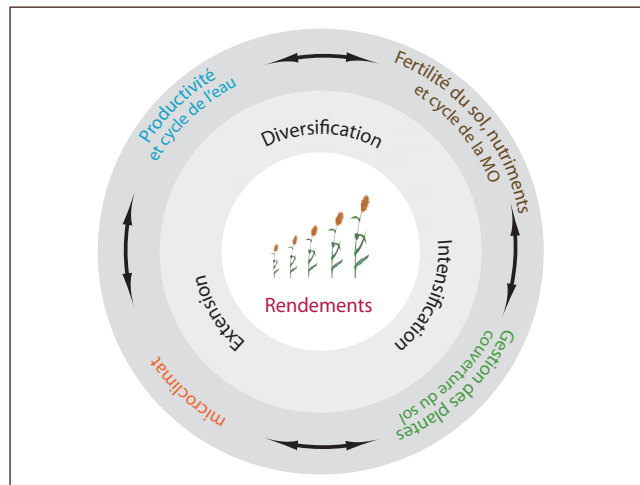 Productivité
et cycle de l'eau
Fertilité du sol, nutriments
et cycle de la MO
Diversification
Intensification
Extension
Rendements
microclimat
Gestion des plantes
couverture du sol